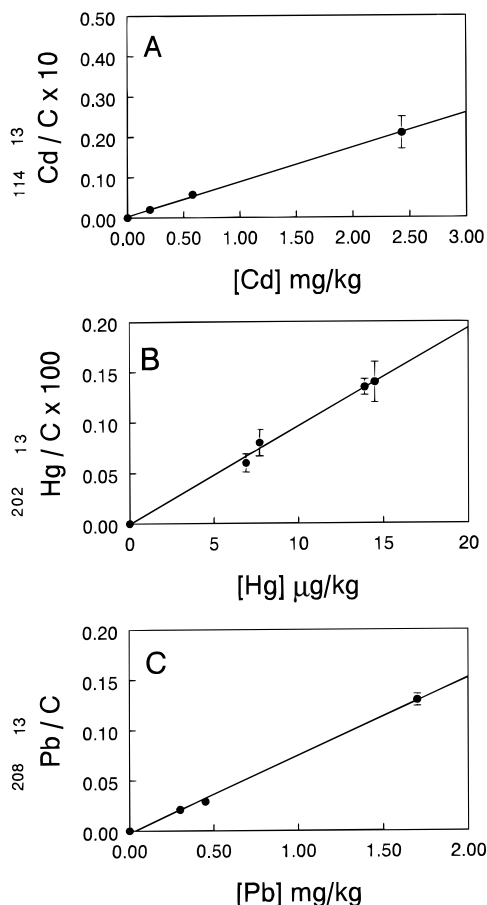 A
0.50
0.40
0.30
0.20
0.10
0.00
114 Cd / 13 C x 10
0.00 0.50 1.00 1.50 2.00 2.50 3.00
[Cd] mg/kg
B
0.20
0.15
0.10
0.05
0.00
202 Hg / 13 C x 100
0 5 10 15 20
[Hg] μg/kg
C
0.20
0.15
0.10
0.05
0.00
208 Pb / 13 C
0.00 0.50 1.00 1.50 2.00
[Pb] mg/kg